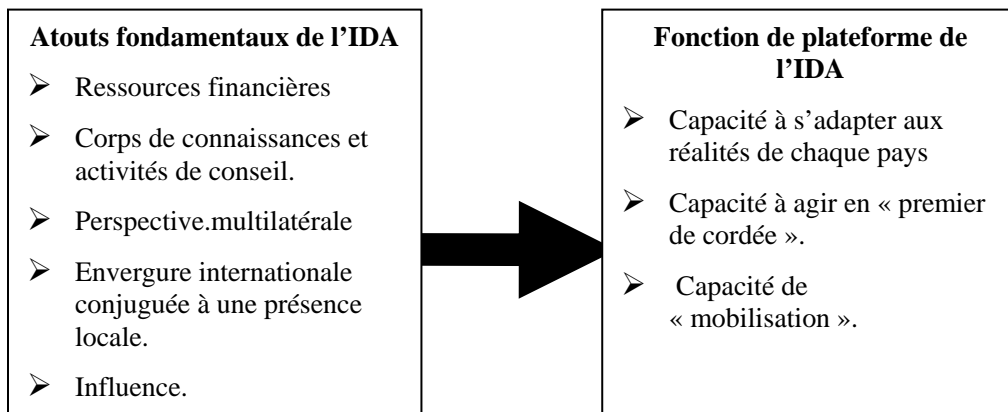 Atouts fondamentaux de l’IDA
➢ Ressources financières
➢ Corps de connaissances et
activités de conseil.
➢ Perspective.multilatérale
➢ Envergure internationale
conjuguée à une présence
locale.
➢ Influence.
Fonction de plateforme de
l’IDA
➢ Capacité à s’adapter aux
réalités de chaque pays
➢ Capacité à agir en « premier
de cordée ».
➢ Capacité de
« mobilisation ».